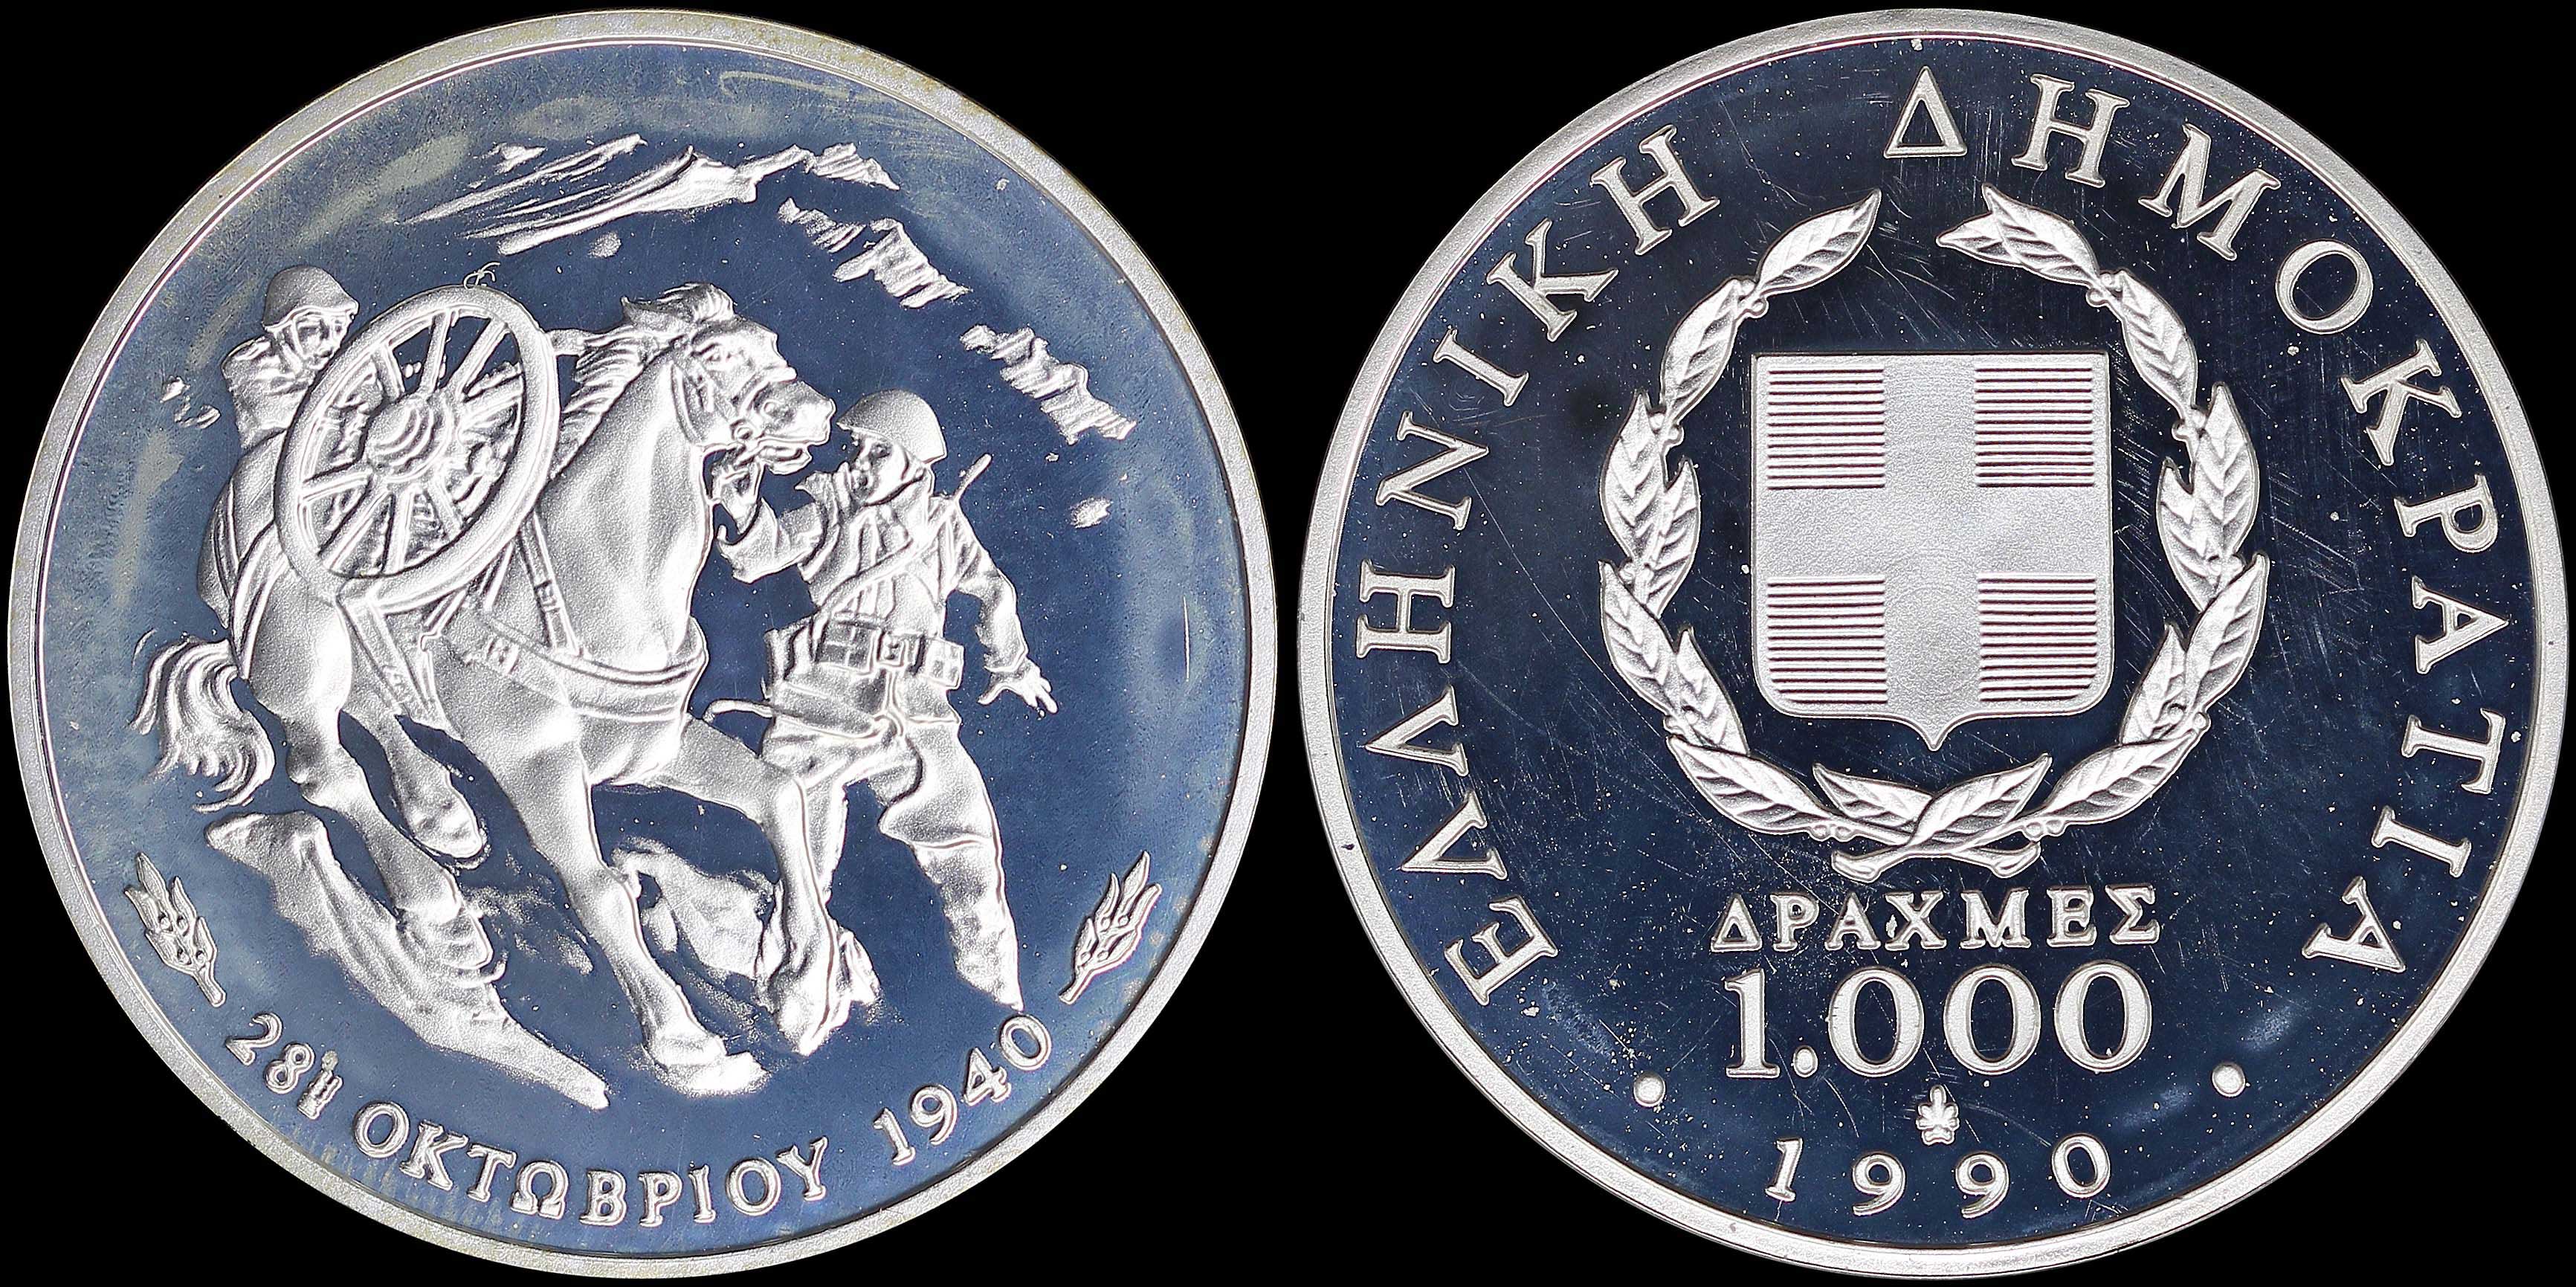 28Η ΟΚΤΩΒΡΙΟΥ 1940
ΕΛΛΗΝΙΚΗ ΔΗΜΟΚΡΑΤΙΑ
ΔΡΑΧΜΕΣ
1.000
1990